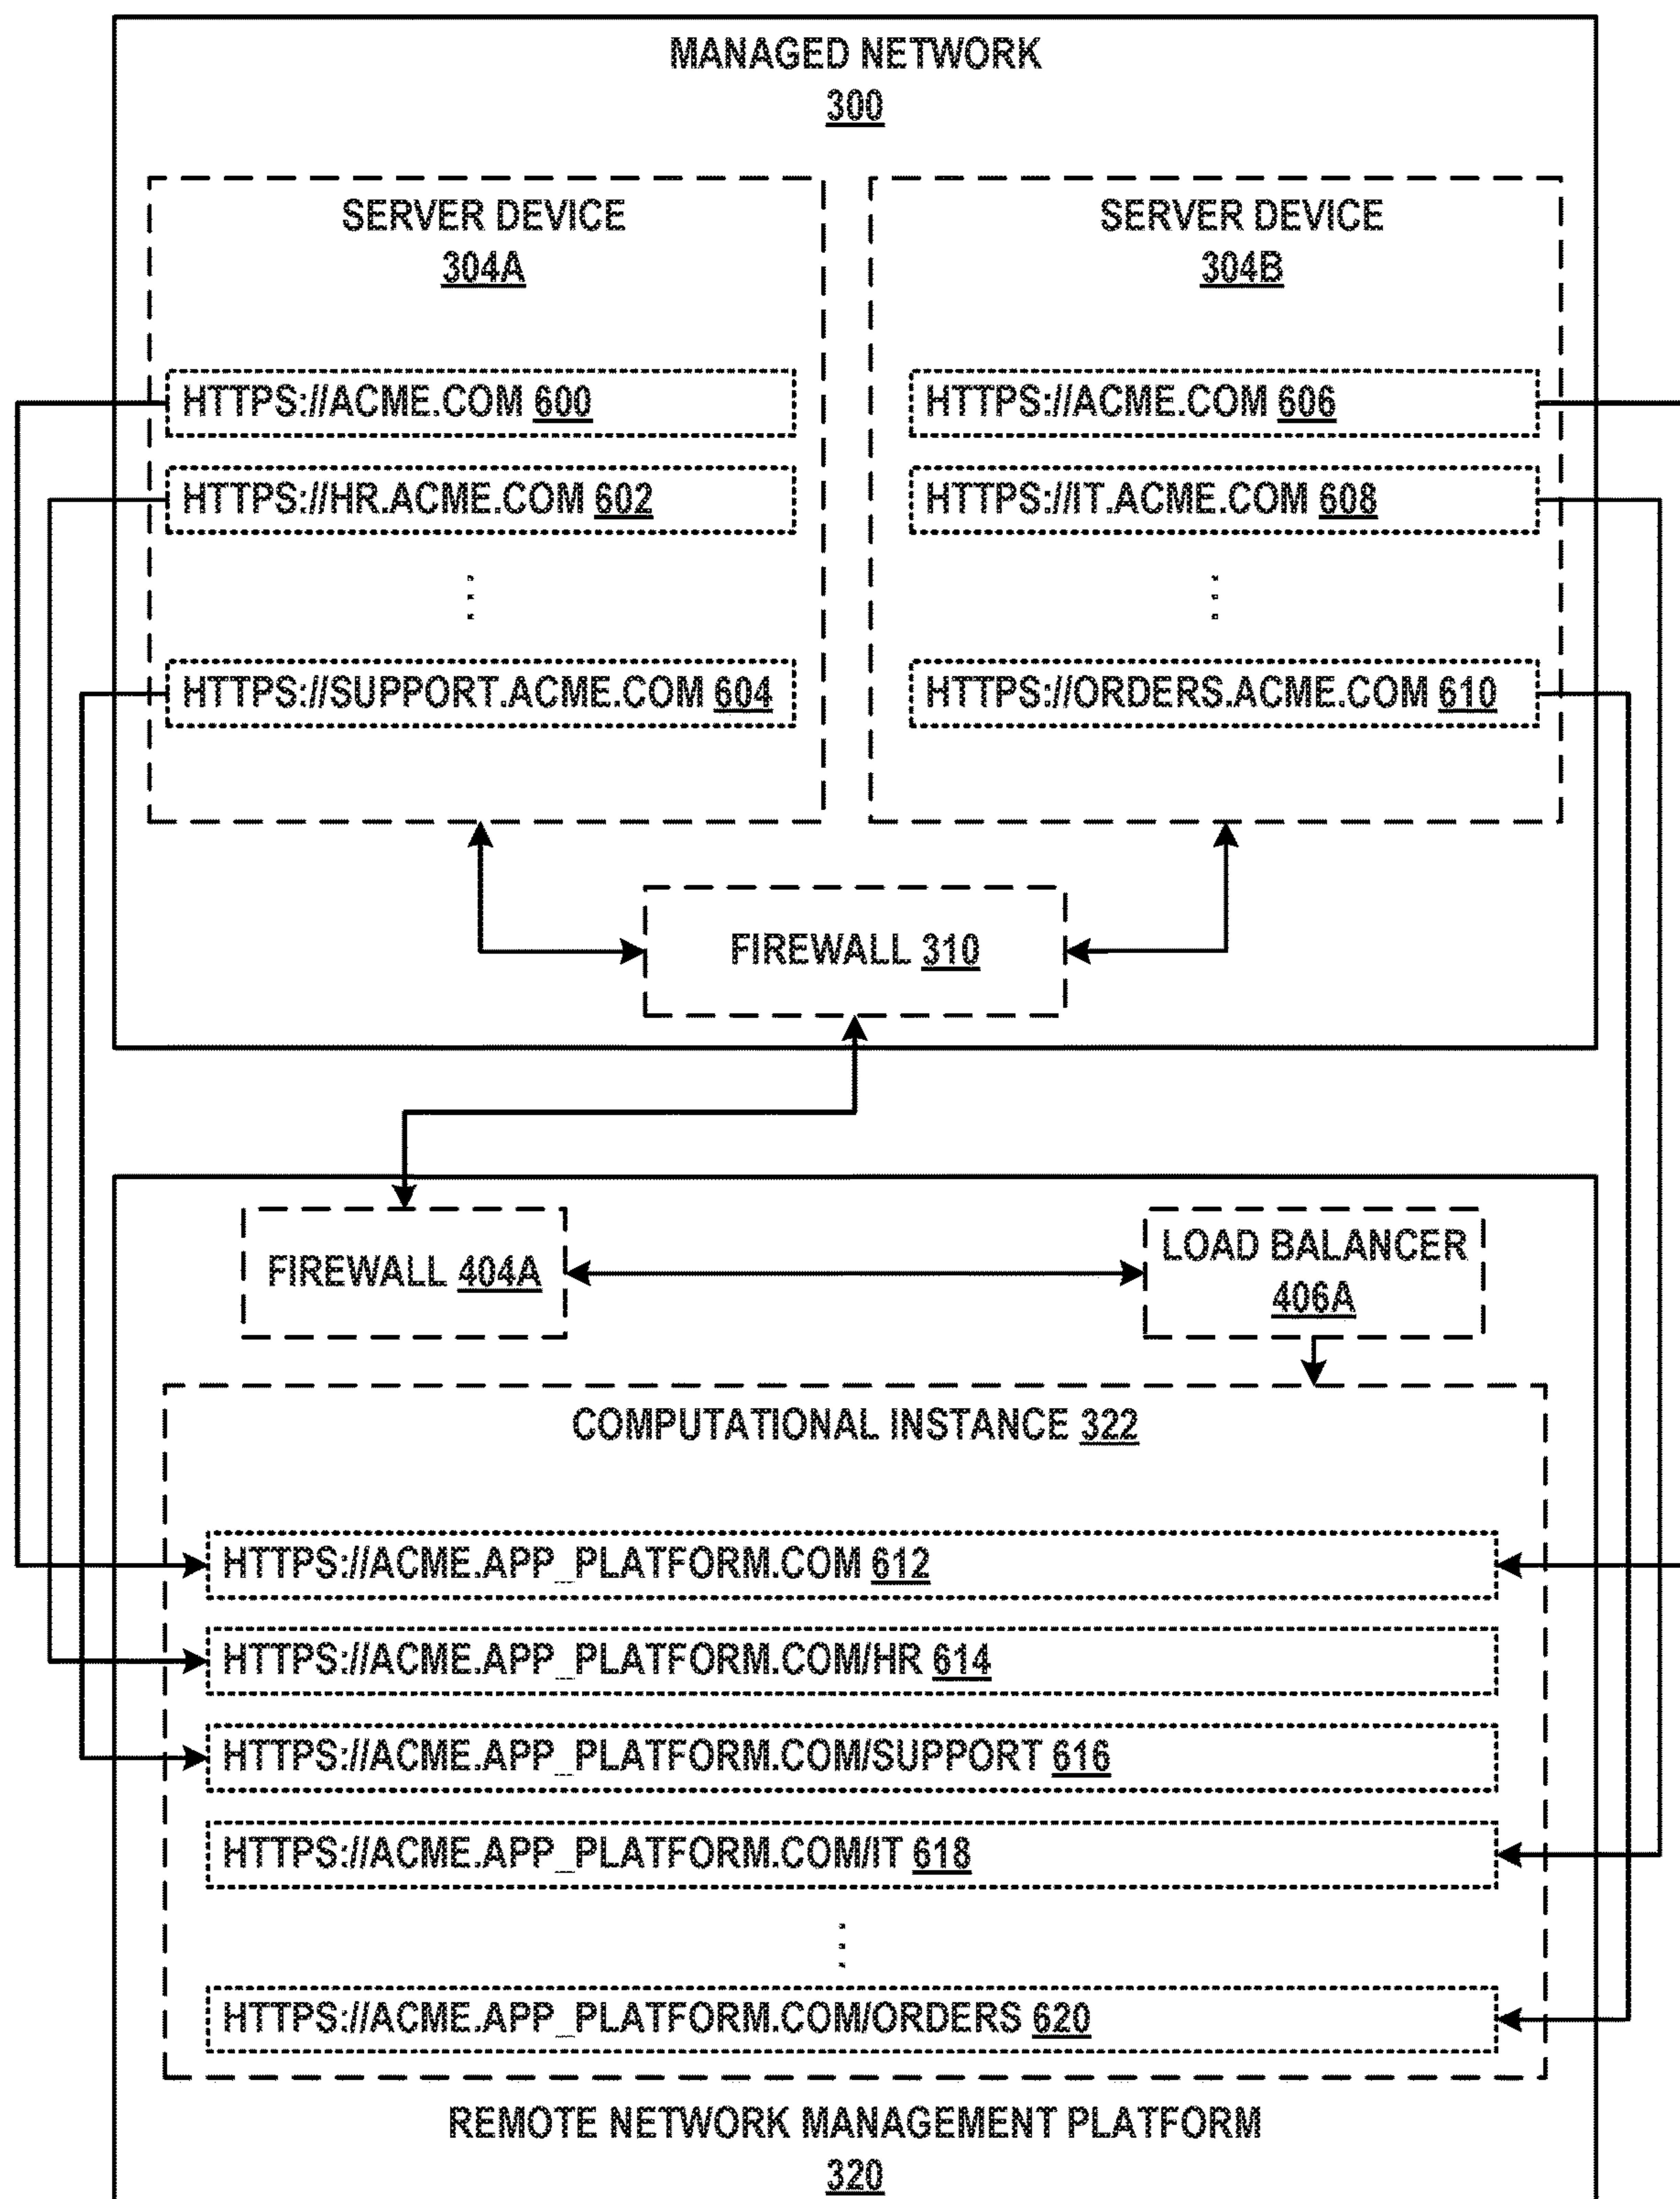 MANAGED NETWORK
300
SERVER DEVICE
304A
HTTPS://ACME.COM 600
HTTPS://HR.ACME.COM 602
HTTPS://SUPPORT.ACME.COM 604
SERVER DEVICE
304B
HTTPS://ACME.COM 606
HTTPS://IT.ACME.COM 608
HTTPS://ORDERS.ACME.COM 610
FIREWALL 310
FIREWALL 404A
LOAD BALANCER
406A
COMPUTATIONAL INSTANCE 322
HTTPS://ACME.APP_PLATFORM.COM 612
HTTPS://ACME.APP_PLATFORM.COM/HR 614
HTTPS://ACME.APP_PLATFORM.COM/SUPPORT 616
HTTPS://ACME.APP_PLATFORM.COM/IT 618
HTTPS://ACME.APP_PLATFORM.COM/ORDERS 620
REMOTE NETWORK MANAGEMENT PLATFORM
320